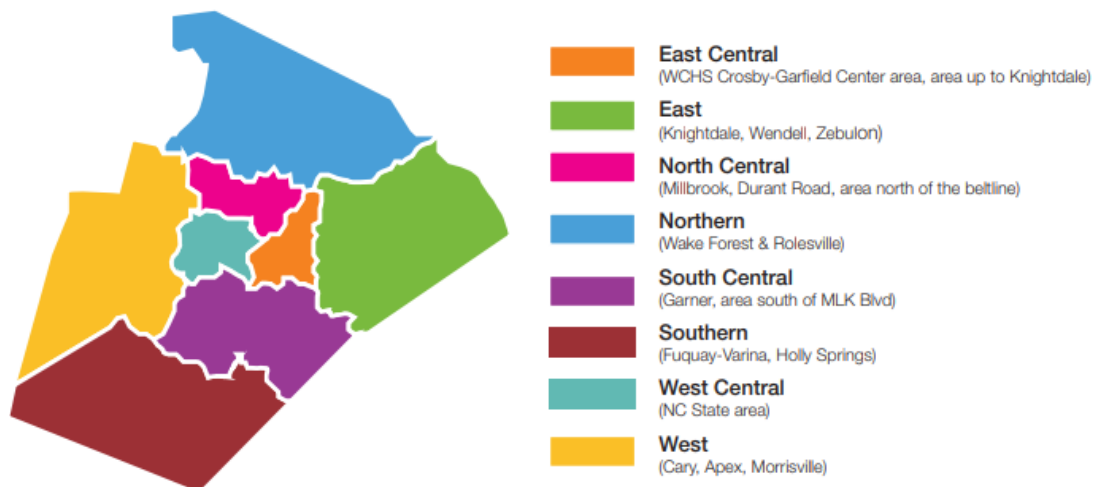 East Central
(WCHS Crosby-Garfield Center area, area up to Knightdale)
East
(Knightdale, Wendell, Zebulon)
North Central
(Millbrook, Durant Road, area north of the beltline)
Northern
(Wake Forest & Rolesville)
South Central
(Garner, area south of MLK Blvd)
Southern
(Fuquay-Varina, Holly Springs)
West Central
(NC State area)
West
(Cary, Apex, Morrisville)